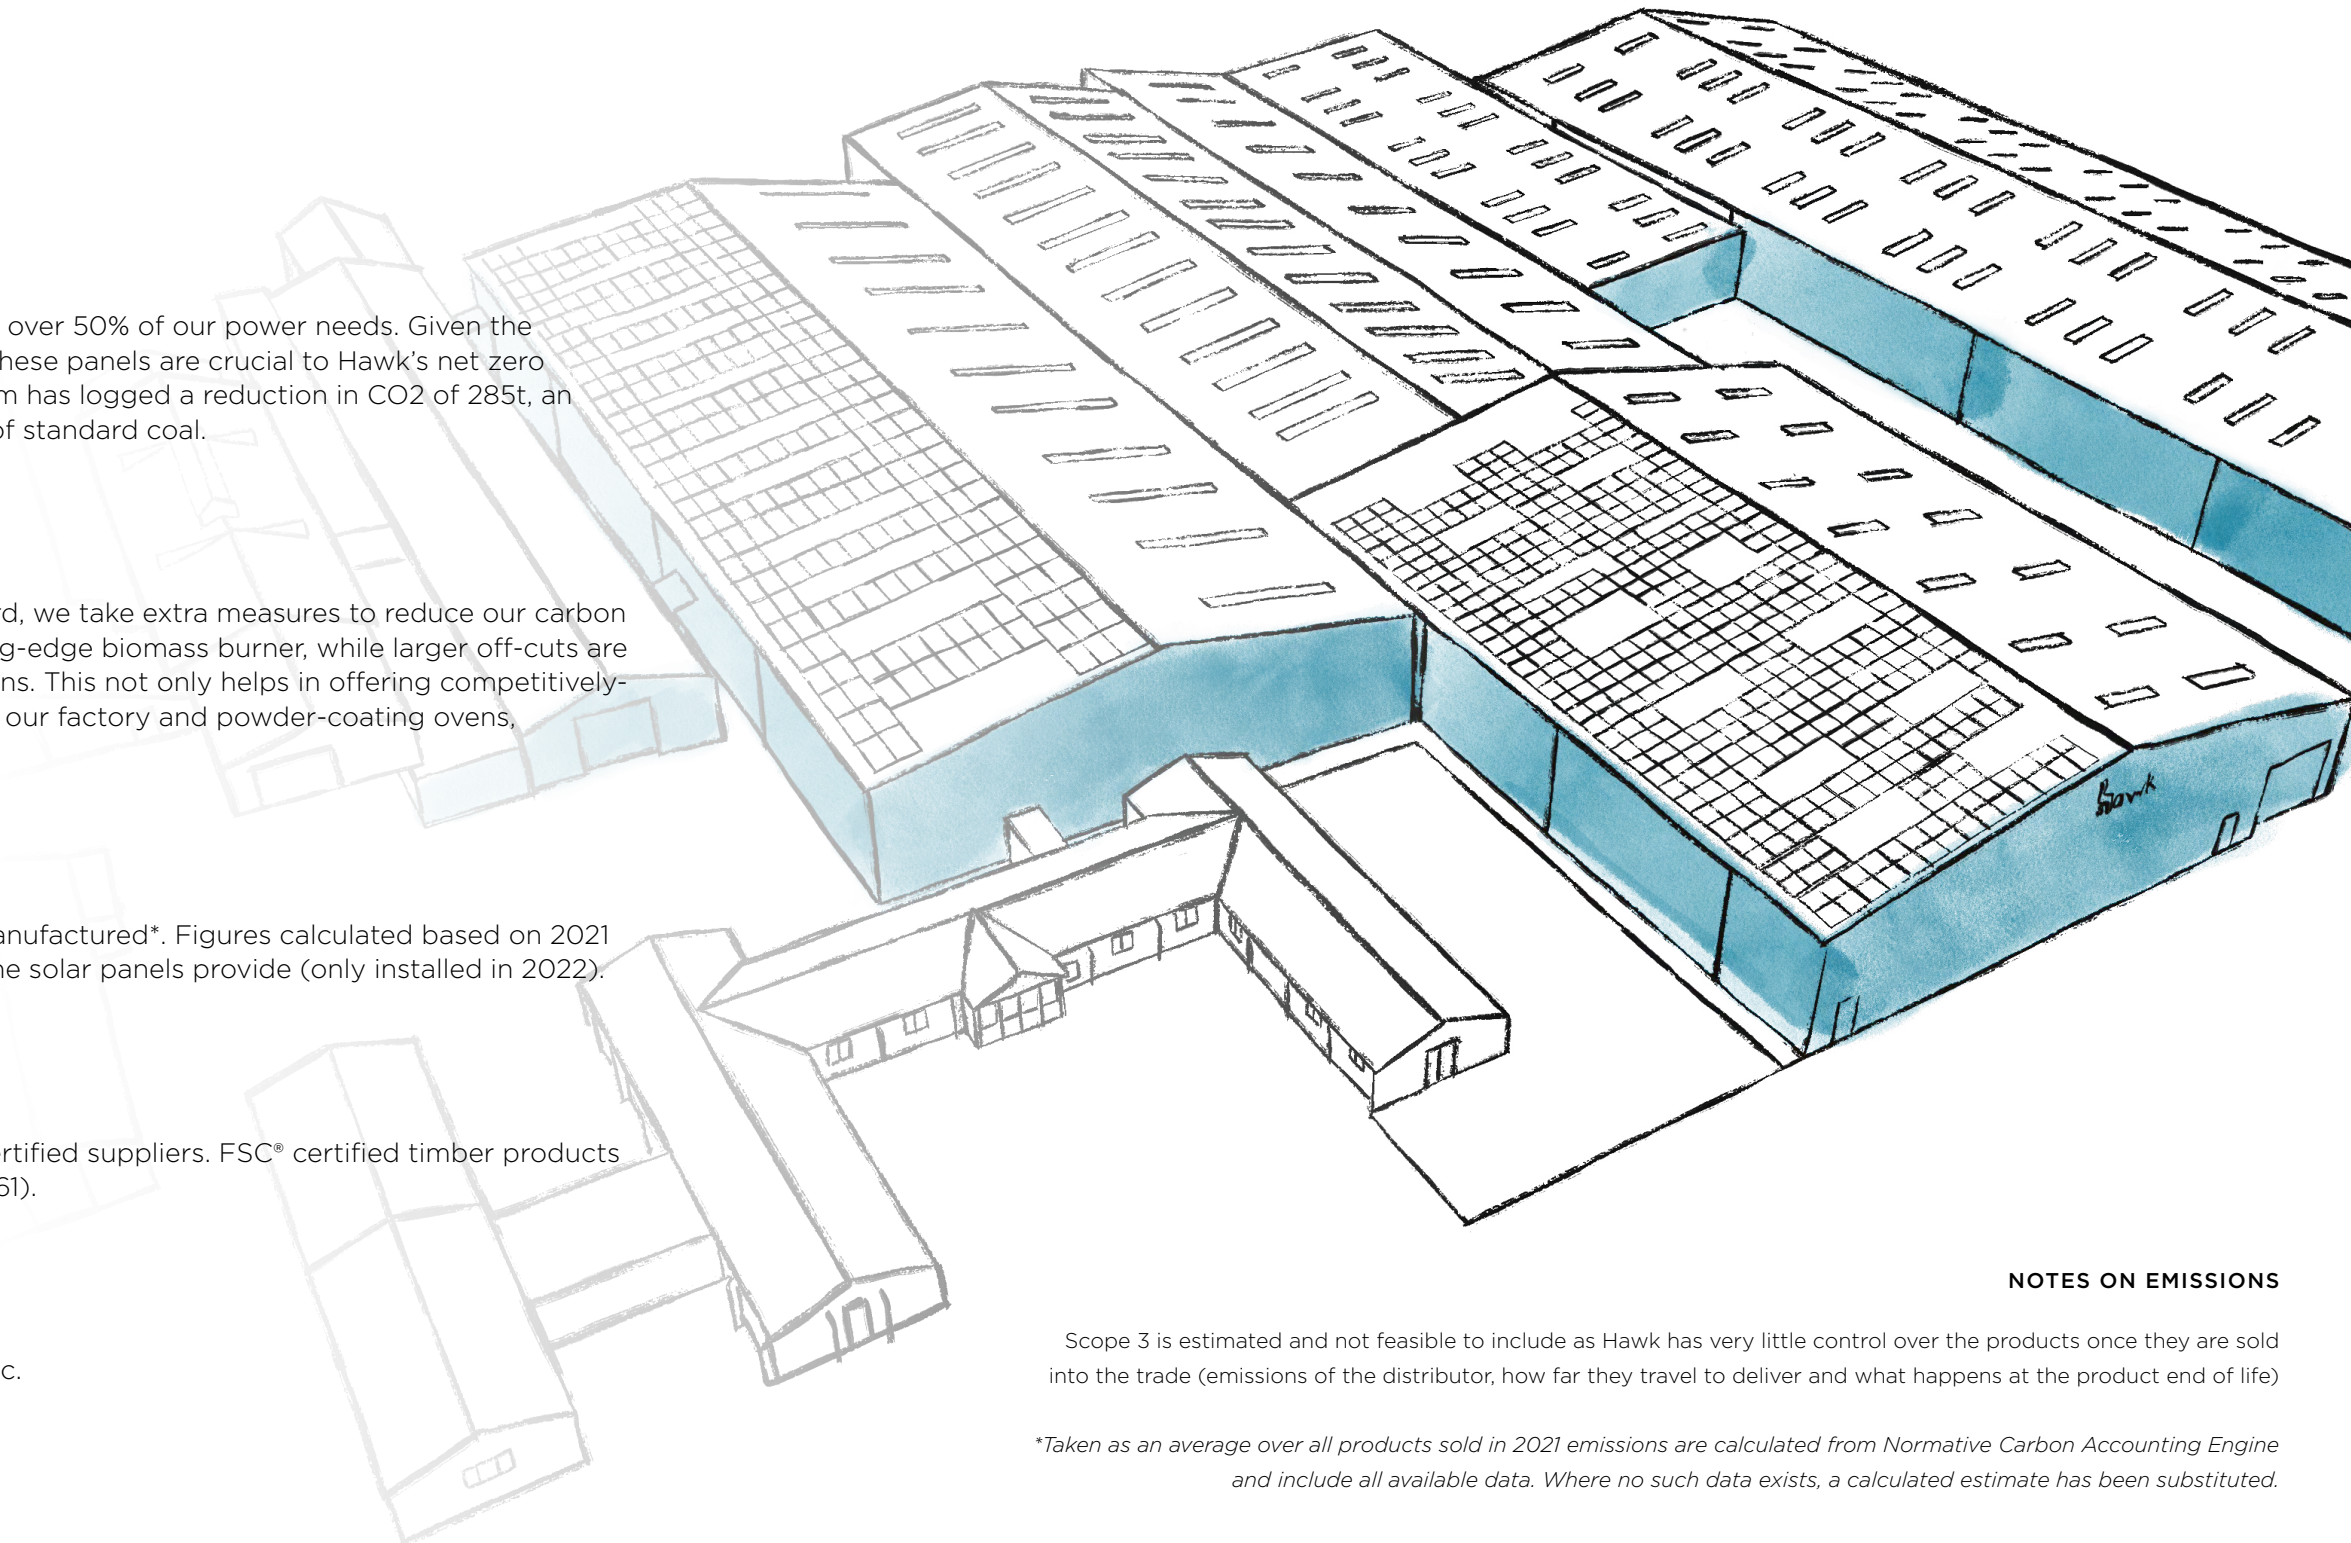 over 50% of our power needs. Given the
hese panels are crucial to Hawk's net zero
m has logged a reduction in CO2 of 285t, an
of standard coal.
rd, we take extra measures to reduce our carbon
g-edge biomass burner, while larger off-cuts are
ns. This not only helps in offering competitively-
our factory and powder-coating ovens,
anufactured*. Figures calculated based on 2021
he solar panels provide (only installed in 2022).
ertified suppliers. FSC® certified timber products
61).
c.
Hawk
NOTES ON EMISSIONS
Scope 3 is estimated and not feasible to include as Hawk has very little control over the products once they are sold
into the trade (emissions of the distributor, how far they travel to deliver and what happens at the product end of life)
*Taken as an average over all products sold in 2021 emissions are calculated from Normative Carbon Accounting Engine
and include all available data. Where no such data exists, a calculated estimate has been substituted.